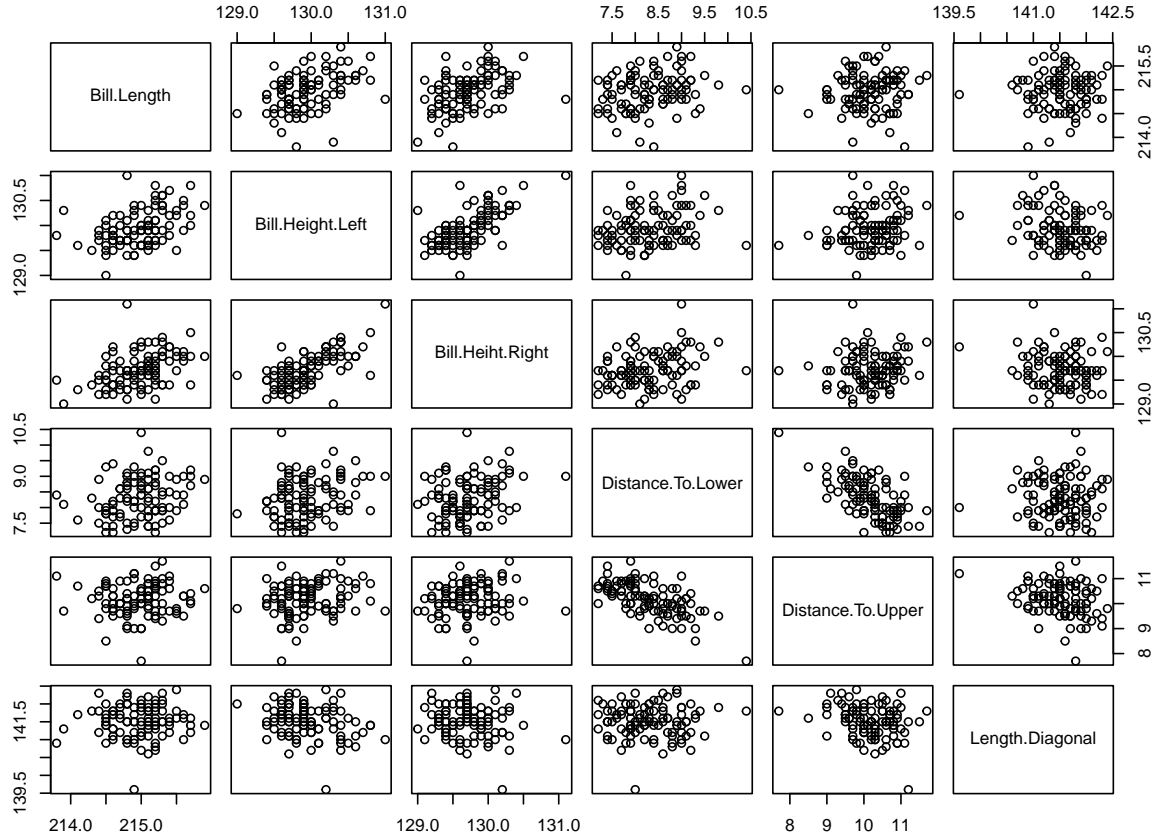 129.0 130.0 131.0 7.5 8.5 9.5 10.5 139.5 141.0 142.5
Bill.Length
214.0 215.5
129.0 130.5
Bill.Height.Left
Bill.Heiht.Right
129.0 130.5
7.5 9.0 10.5
Distance.To.Lower
Distance.To.Upper
8 9 11
139.5 141.5
Length.Diagonal
214.0 215.0 129.0 130.0 131.0 8 9 10 11